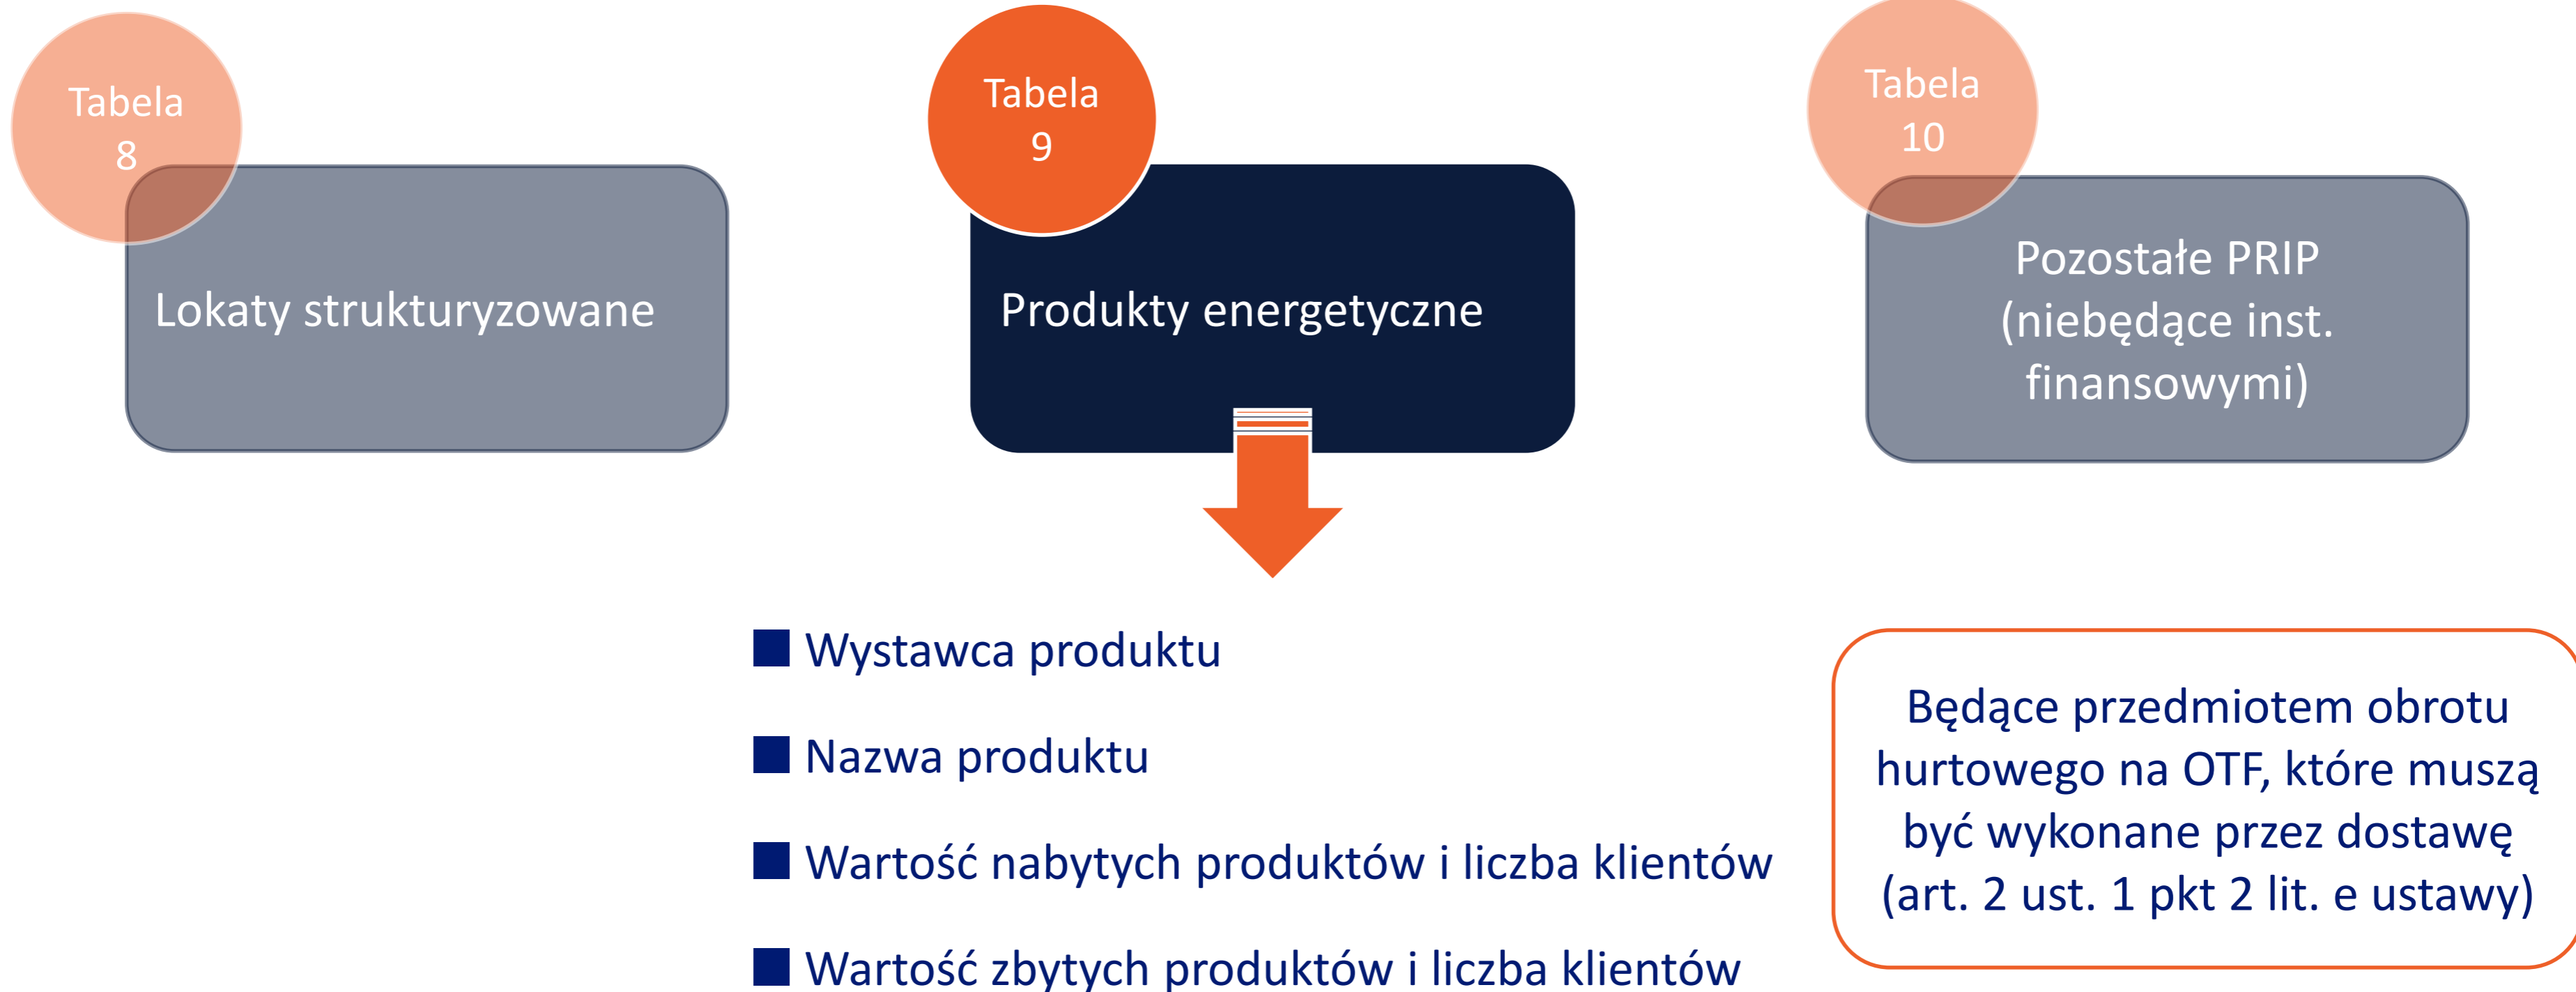 Tabela
8
Lokaty strukturyzowane
Tabela
9
Produkty energetyczne
Tabela
10
Pozostałe PRIP
(niebędące inst.
finansowymi)
Wystawca produktu
Nazwa produktu
Wartość nabytych produktów i liczba klientów
Wartość zbytych produktów i liczba klientów
Będące przedmiotem obrotu
hurtowego na OTF, które muszą
być wykonane przez dostawę
(art. 2 ust. 1 pkt 2 lit. e ustawy)